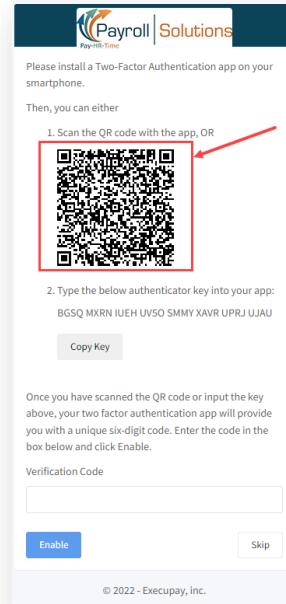 Payroll Solutions
Pay-HR-Time
Please install a Two-Factor Authentication app on your
smartphone.
Then, you can either
1. Scan the QR code with the app, OR
2. Type the below authenticator key into your app:
BGSQ MXRN IUEH UV5O SMMY XAVR UPRJ UJAU
Copy Key
Once you have scanned the QR code or input the key
above, your two factor authentication app will provide
you with a unique six-digit code. Enter the code in the
box below and click Enable.
Verification Code
Enable
Skip
© 2022 - Execupay, inc.